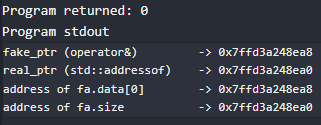 Program returned: 0
Program stdout
fake_ptr (operator&)      -> 0x7ffd3a248ea8
real_ptr (std::addressof) -> 0x7ffd3a248ea0
address of fa.data[0]     -> 0x7ffd3a248ea8
address of fa.size        -> 0x7ffd3a248ea0